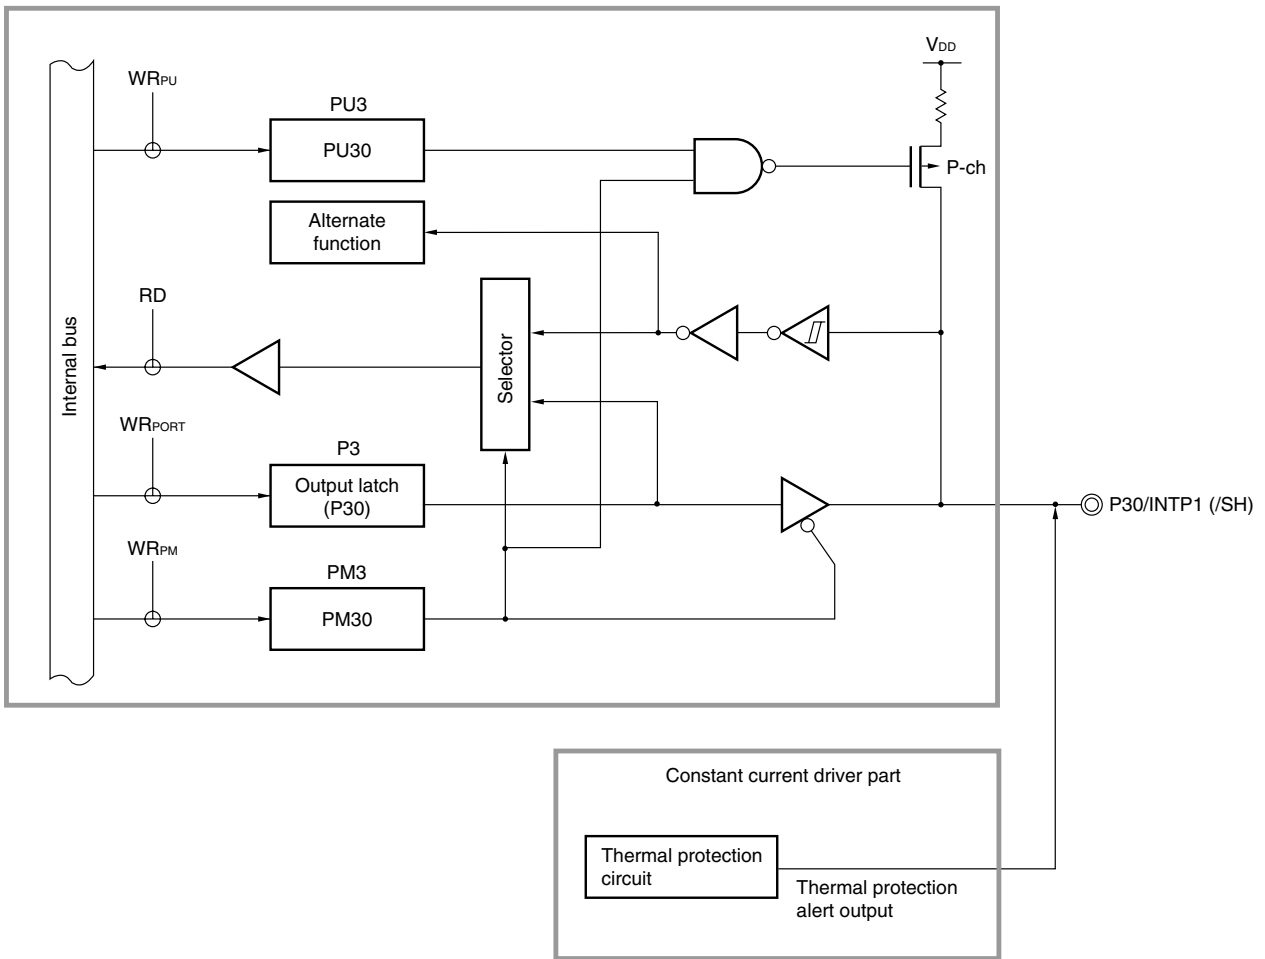 VDD
WRPU
PU3
PU30
P-ch
Alternate
function
RD
Internal bus
Selector
WRPORT
P3
Output latch
(P30)
P30/INTP1 (/SH)
WRPM
PM3
PM30
Constant current driver part
Thermal protection
circuit
Thermal protection
alert output